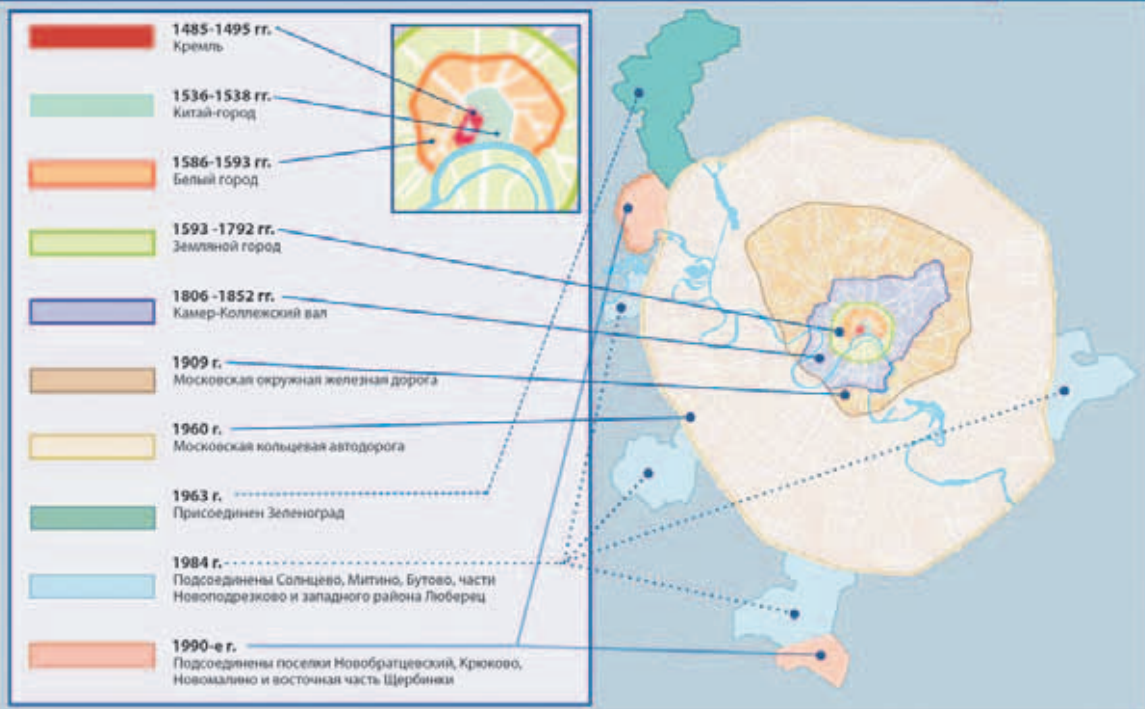 1485-1495 гг.
Кремль
1536-1538 гг.
Китай-город
1586-1593 гг.
Белый город
1593 -1792 гг.
Земляной город
1806 -1852 гг.
Камер-Коллежский вал
1909 г.
Московская окружная железная дорога
1960 г.
Московская кольцевая автодорога
1963 г.
Присоединен Зеленоград
1984 г.
Подсоединены Солнцево, Митино, Бутово, части
Новоподрезково и западного района Люберец
1990-е г.
Подсоединены поселки Новобратцевский, Крюково,
Новомалино и восточная часть Щербинки